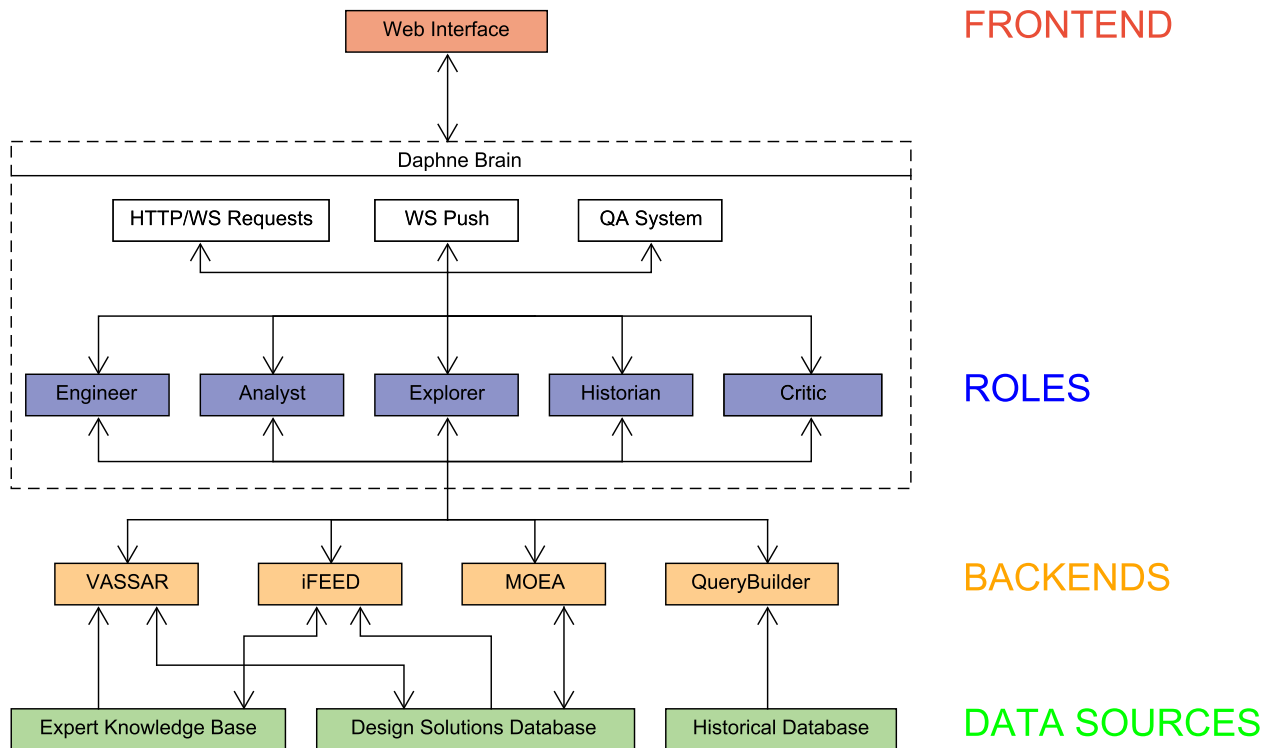 Web Interface
FRONTEND
Daphne Brain
HTTP/WS Requests
WS Push
QA System
Engineer
Analyst
Explorer
Historian
Critic
ROLES
VASSAR
iFEED
MOEA
QueryBuilder
BACKENDS
Expert Knowledge Base
Design Solutions Database
Historical Database
DATA SOURCES